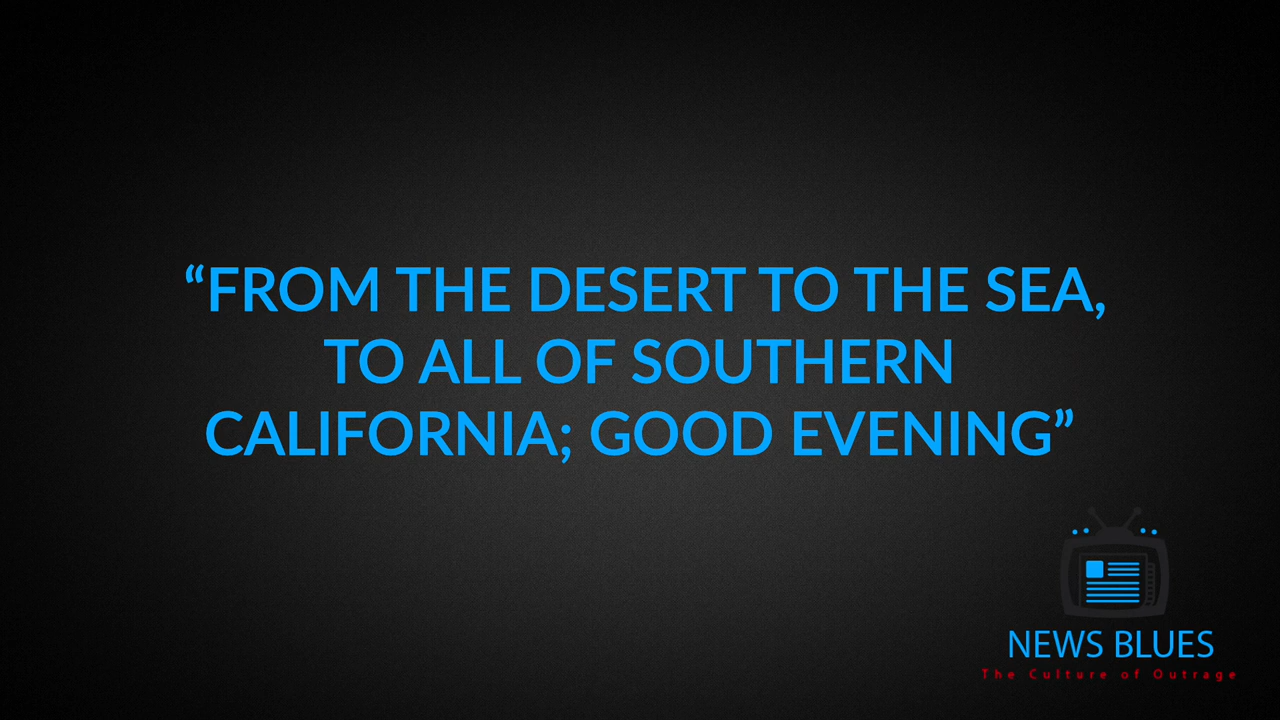 “FROM THE DESERT TO THE SEA,
TO ALL OF SOUTHERN
CALIFORNIA; GOOD EVENING”
NEWS BLUES
The Culture of Outrage